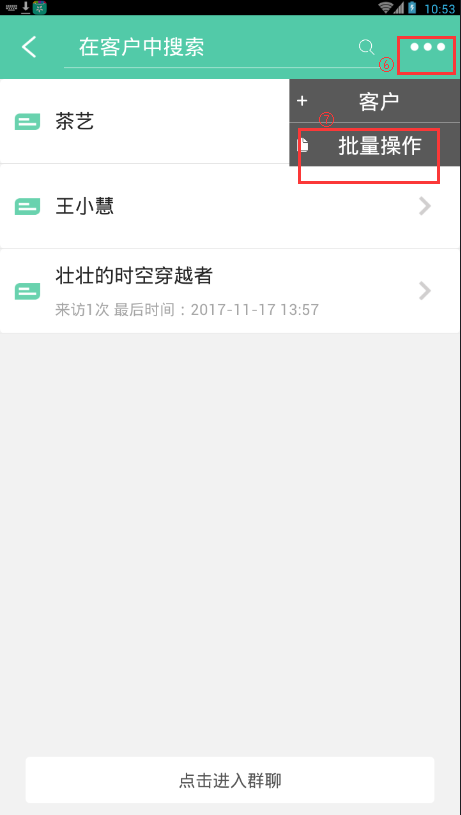 10:53
在客户中搜索
⑥
茶艺
+ 客户
⑦
批量操作
王小慧
壮壮的时空穿越者
来访1次 最后时间：2017-11-17 13:57
点击进入群聊